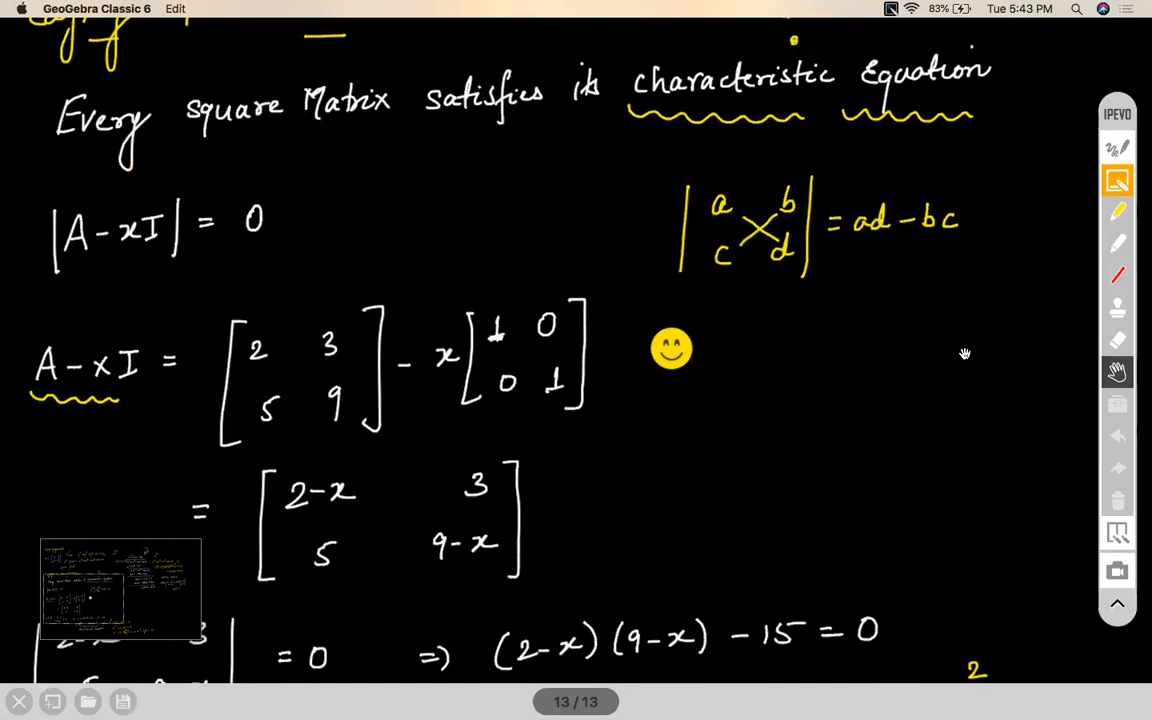 GeoGebra Classic 6 Edit 83% Tue 5:43 PM
Every square Matrix satisfies its characteristic Equation
IPEVO
|A-xI| = 0
|a b
c d| = ad - bc
A-xI = [2 3
5 9] - x [1 0
0 1]
= [2-x 3
5 9-x]
= 0 => (2-x) (9-x) - 15 = 0
2
13 / 13